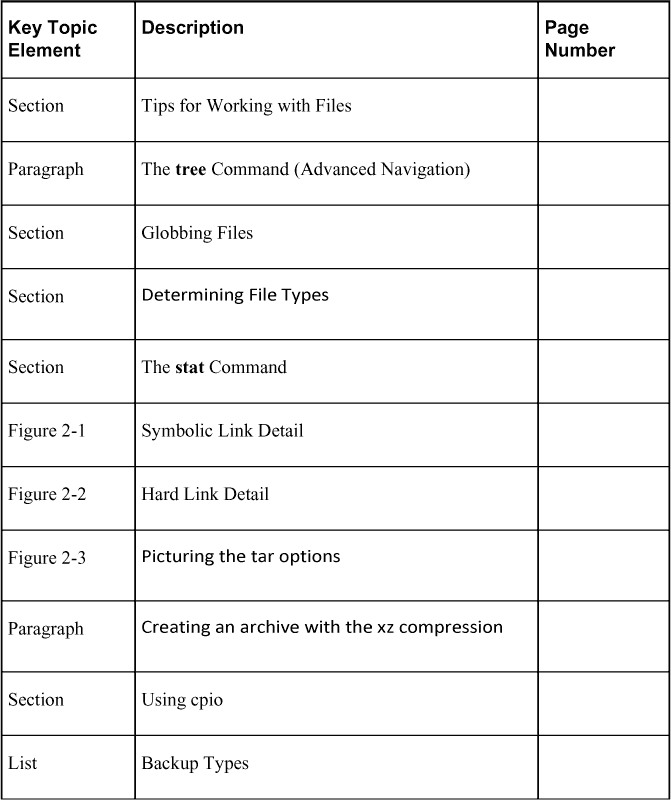 Key Topic Element Description Page Number
Section Tips for Working with Files
Paragraph The tree Command (Advanced Navigation)
Section Globbing Files
Section Determining File Types
Section The stat Command
Figure 2-1 Symbolic Link Detail
Figure 2-2 Hard Link Detail
Figure 2-3 Picturing the tar options
Paragraph Creating an archive with the xz compression
Section Using cpio
List Backup Types